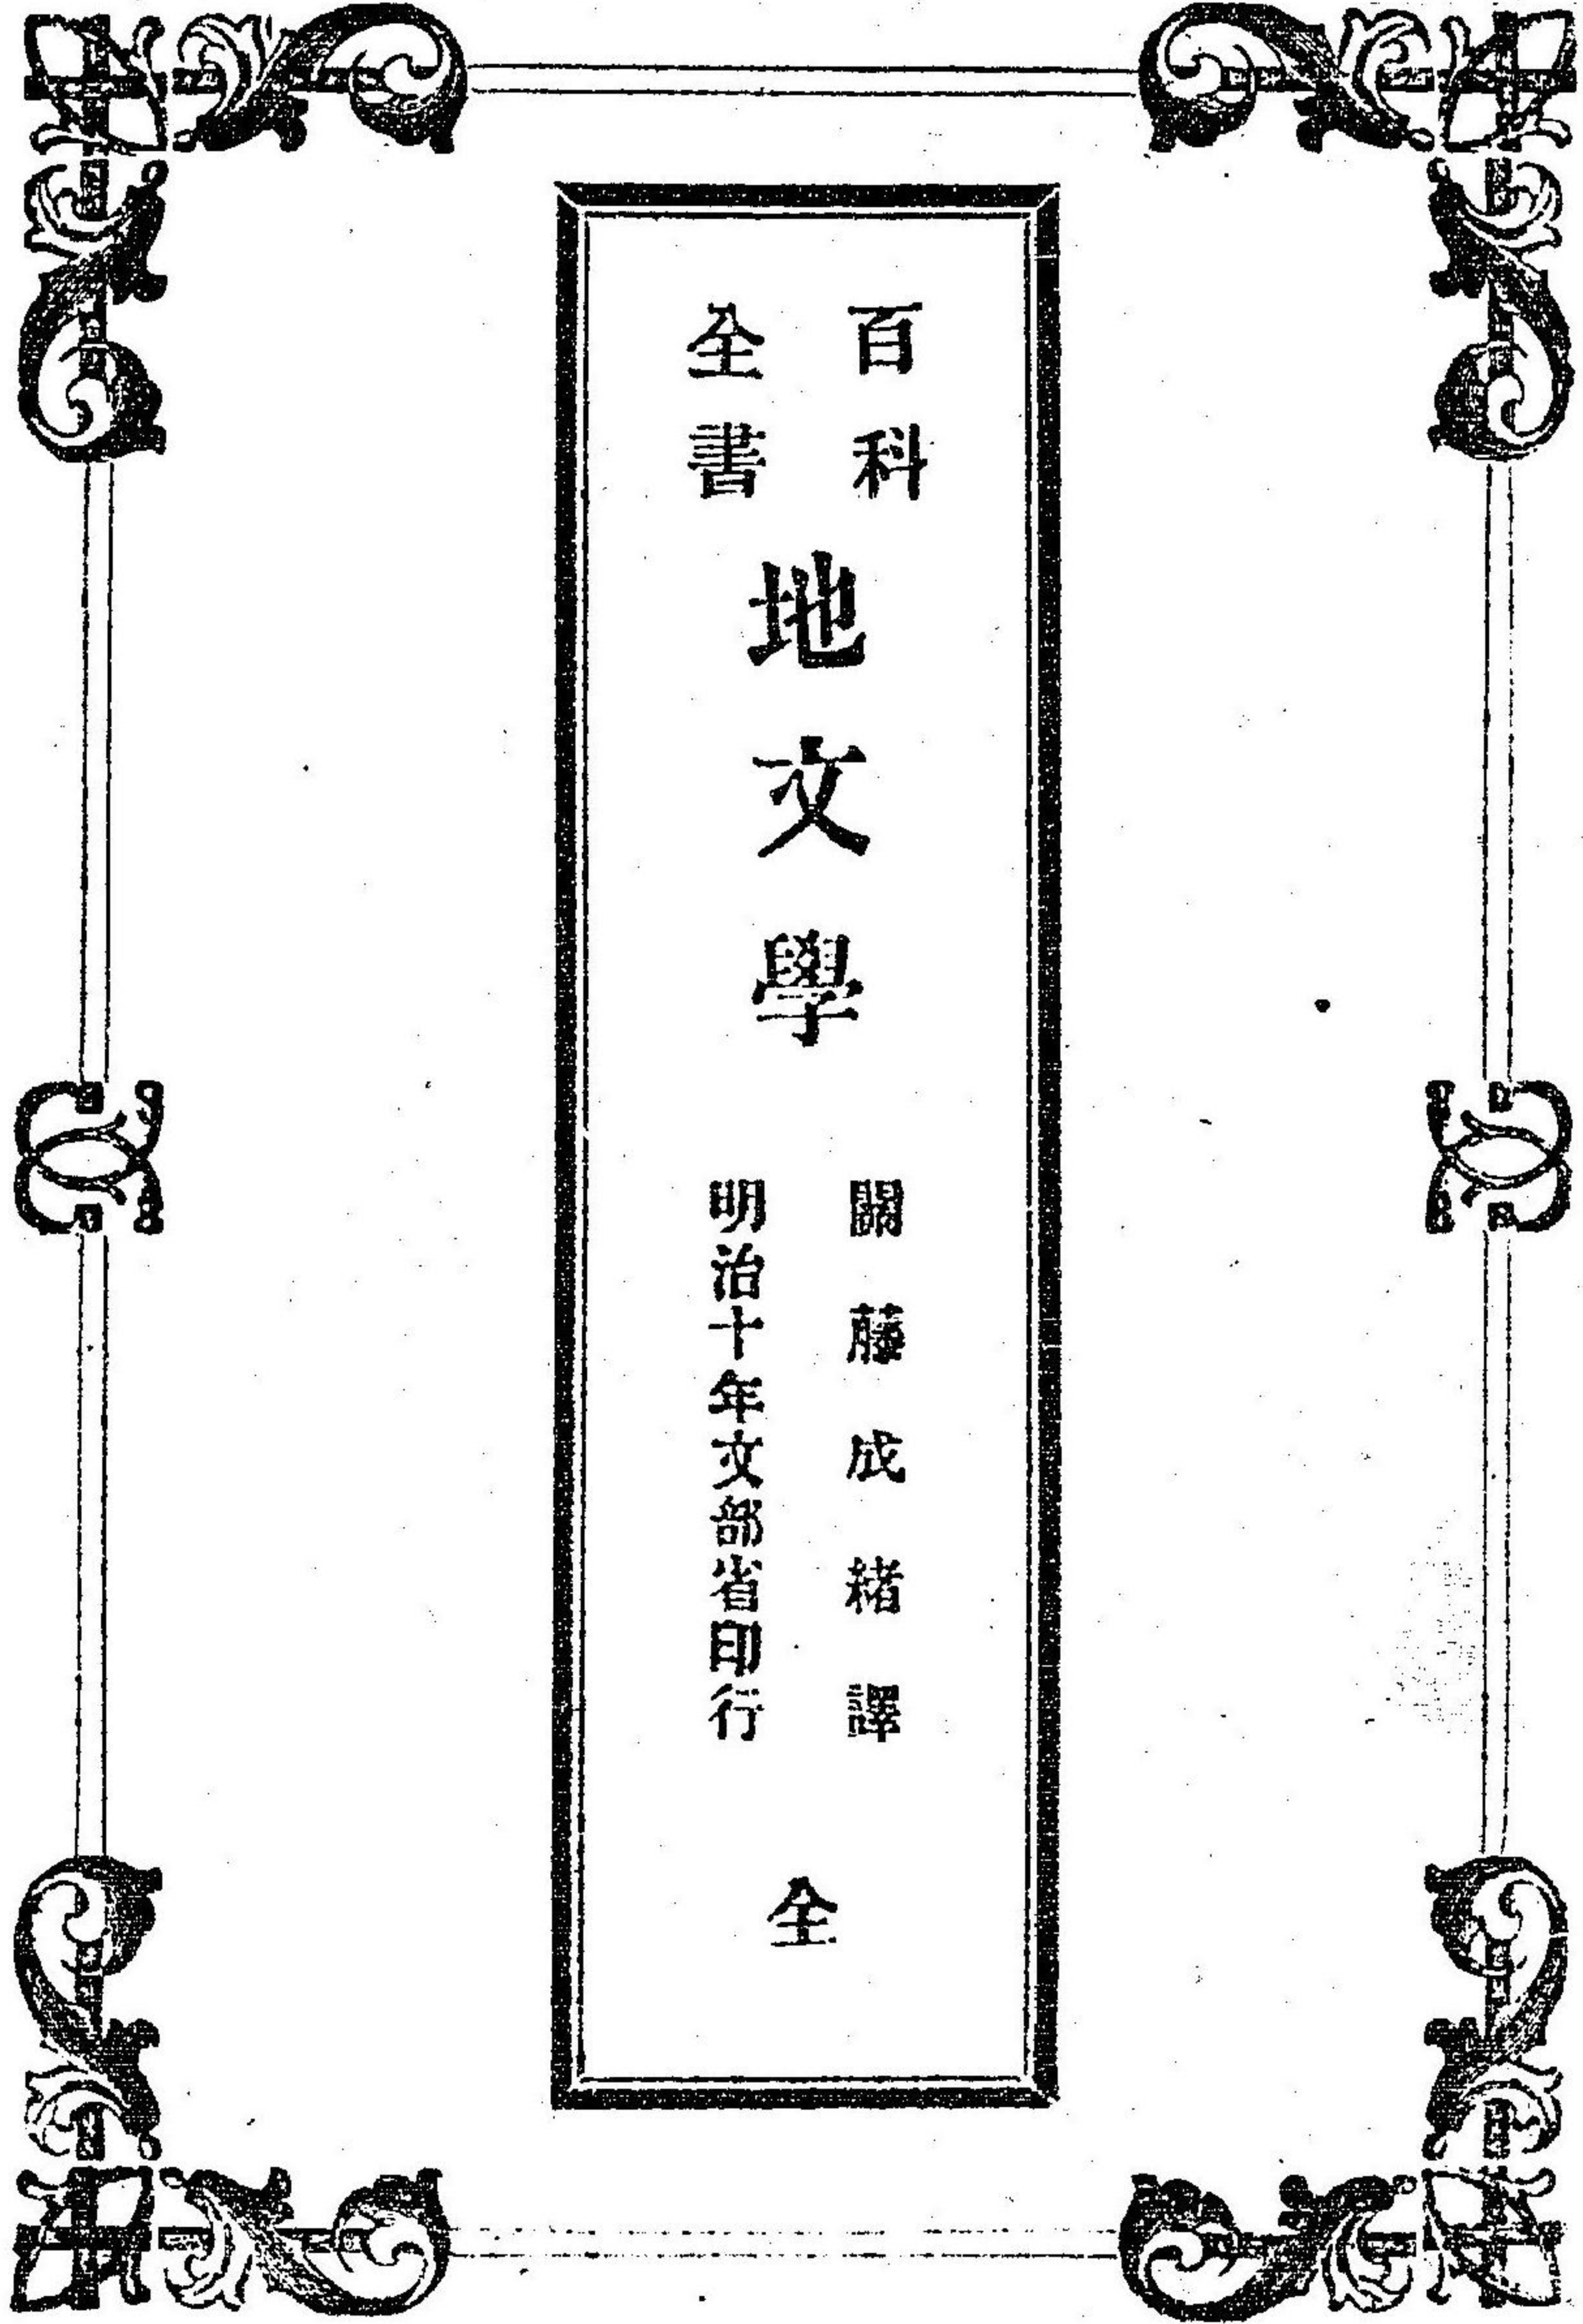 百科
全書
地文學
關藤成緒譯
明治十年文部省印行
全